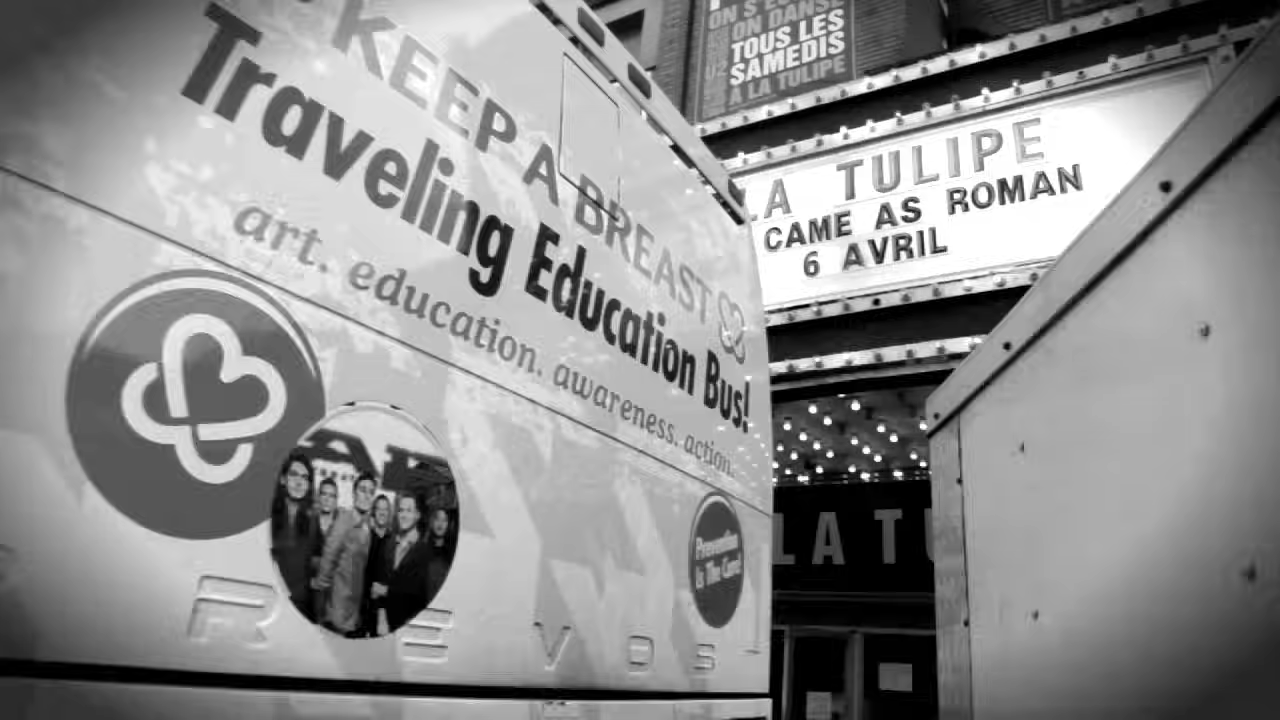 KEEP A BREAST
Traveling Education Bus!
art. education. awareness. action.
Prevention
Is The Cure!
REVOS
ON DANSE
TOUS LES
SAMEDIS
A LA TULIPE
LA TULIPE
CAME AS ROMAN
6 AVRIL
LA TU